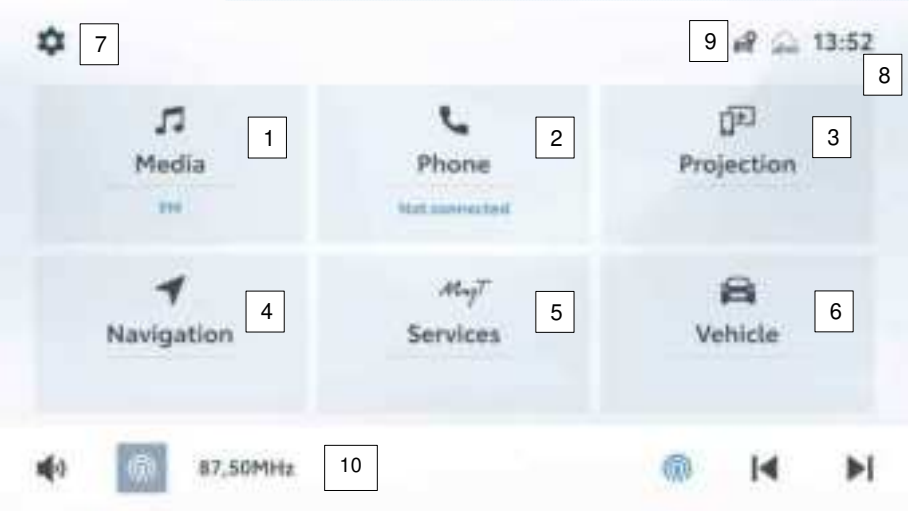 7
9
13:52
8
1
2
3
Media
Phone
Projection
FM
Not connected
4
5
6
MyT
Navigation
Services
Vehicle
87,50MHz
10